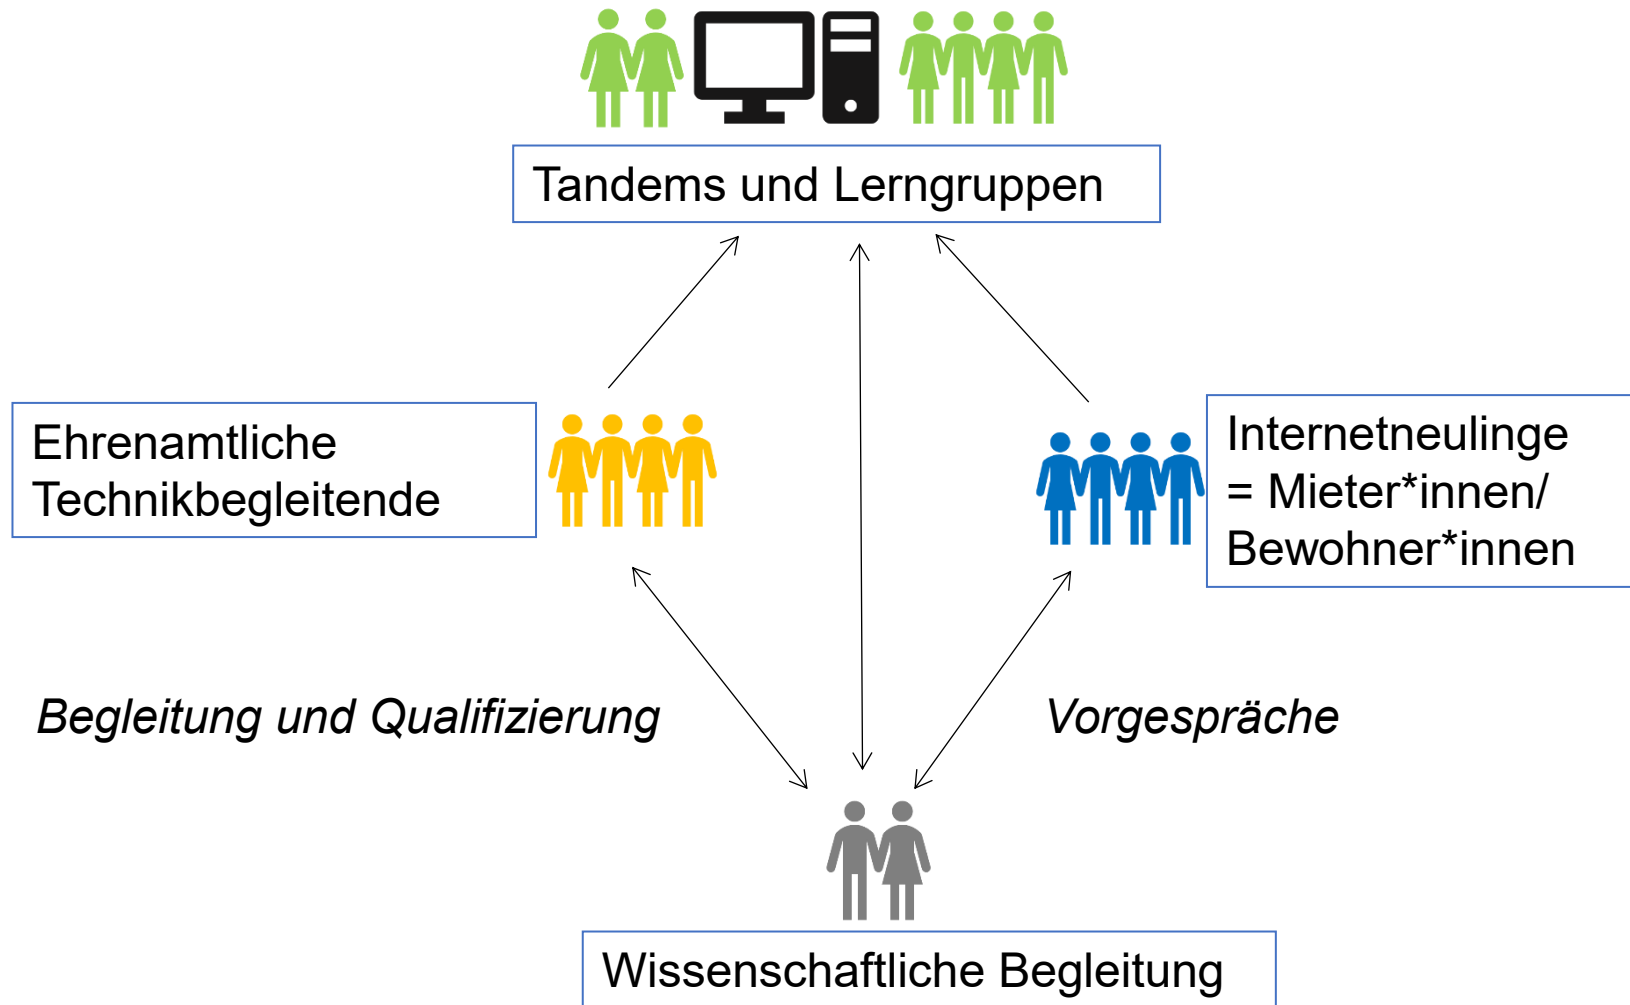 Tandems und Lerngruppen
Ehrenamtliche
Technikbegleitende
Internetneulinge
= Mieter*innen/
Bewohner*innen
Begleitung und Qualifizierung
Vorgespräche
Wissenschaftliche Begleitung